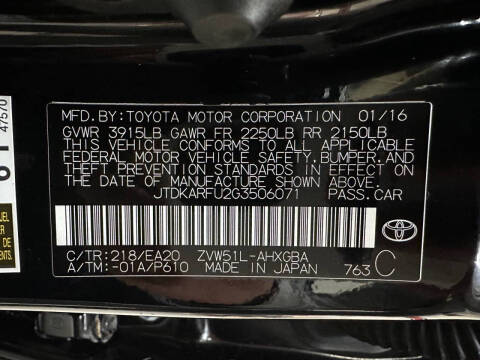 MFD.BY:TOYOTA MOTOR CORPORATION 01/16
GVWR 3915LB GAWR FR 2250LB RR 2150LB
THIS VEHICLE CONFORMS TO ALL APPLICABLE
FEDERAL MOTOR VEHICLE SAFETY,BUMPER,AND
THEFT PREVENTION STANDARDS IN EFFECT ON
THE DATE OF MANUFACTURE SHOWN ABOVE.
JTDKARFU2G3506071 PASS.CAR
C/TR:218/EA20 ZVW51L-AHXGBA
A/TM:-01A/P610 MADE IN JAPAN 763 C
47570